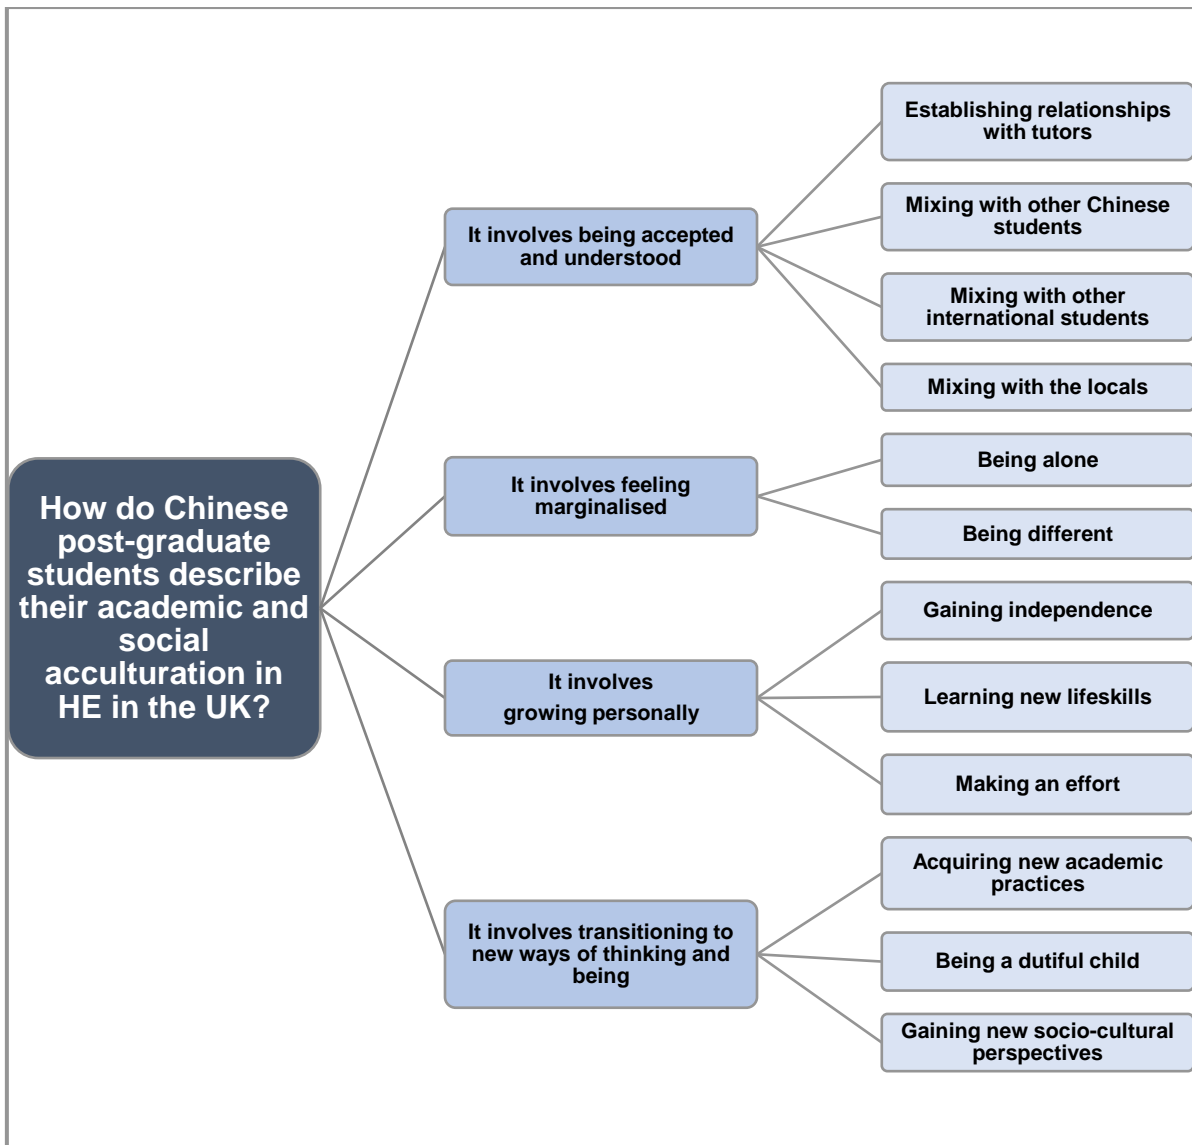 How do Chinese
post-graduate
students describe
their academic and
social
acculturation in
HE in the UK?
It involves being accepted
and understood
Establishing relationships
with tutors
Mixing with other Chinese
students
Mixing with other
international students
Mixing with the locals
It involves feeling
marginalised
Being alone
Being different
It involves
growing personally
Gaining independence
Learning new lifeskills
Making an effort
It involves transitioning to
new ways of thinking and
being
Acquiring new academic
practices
Being a dutiful child
Gaining new socio-cultural
perspectives